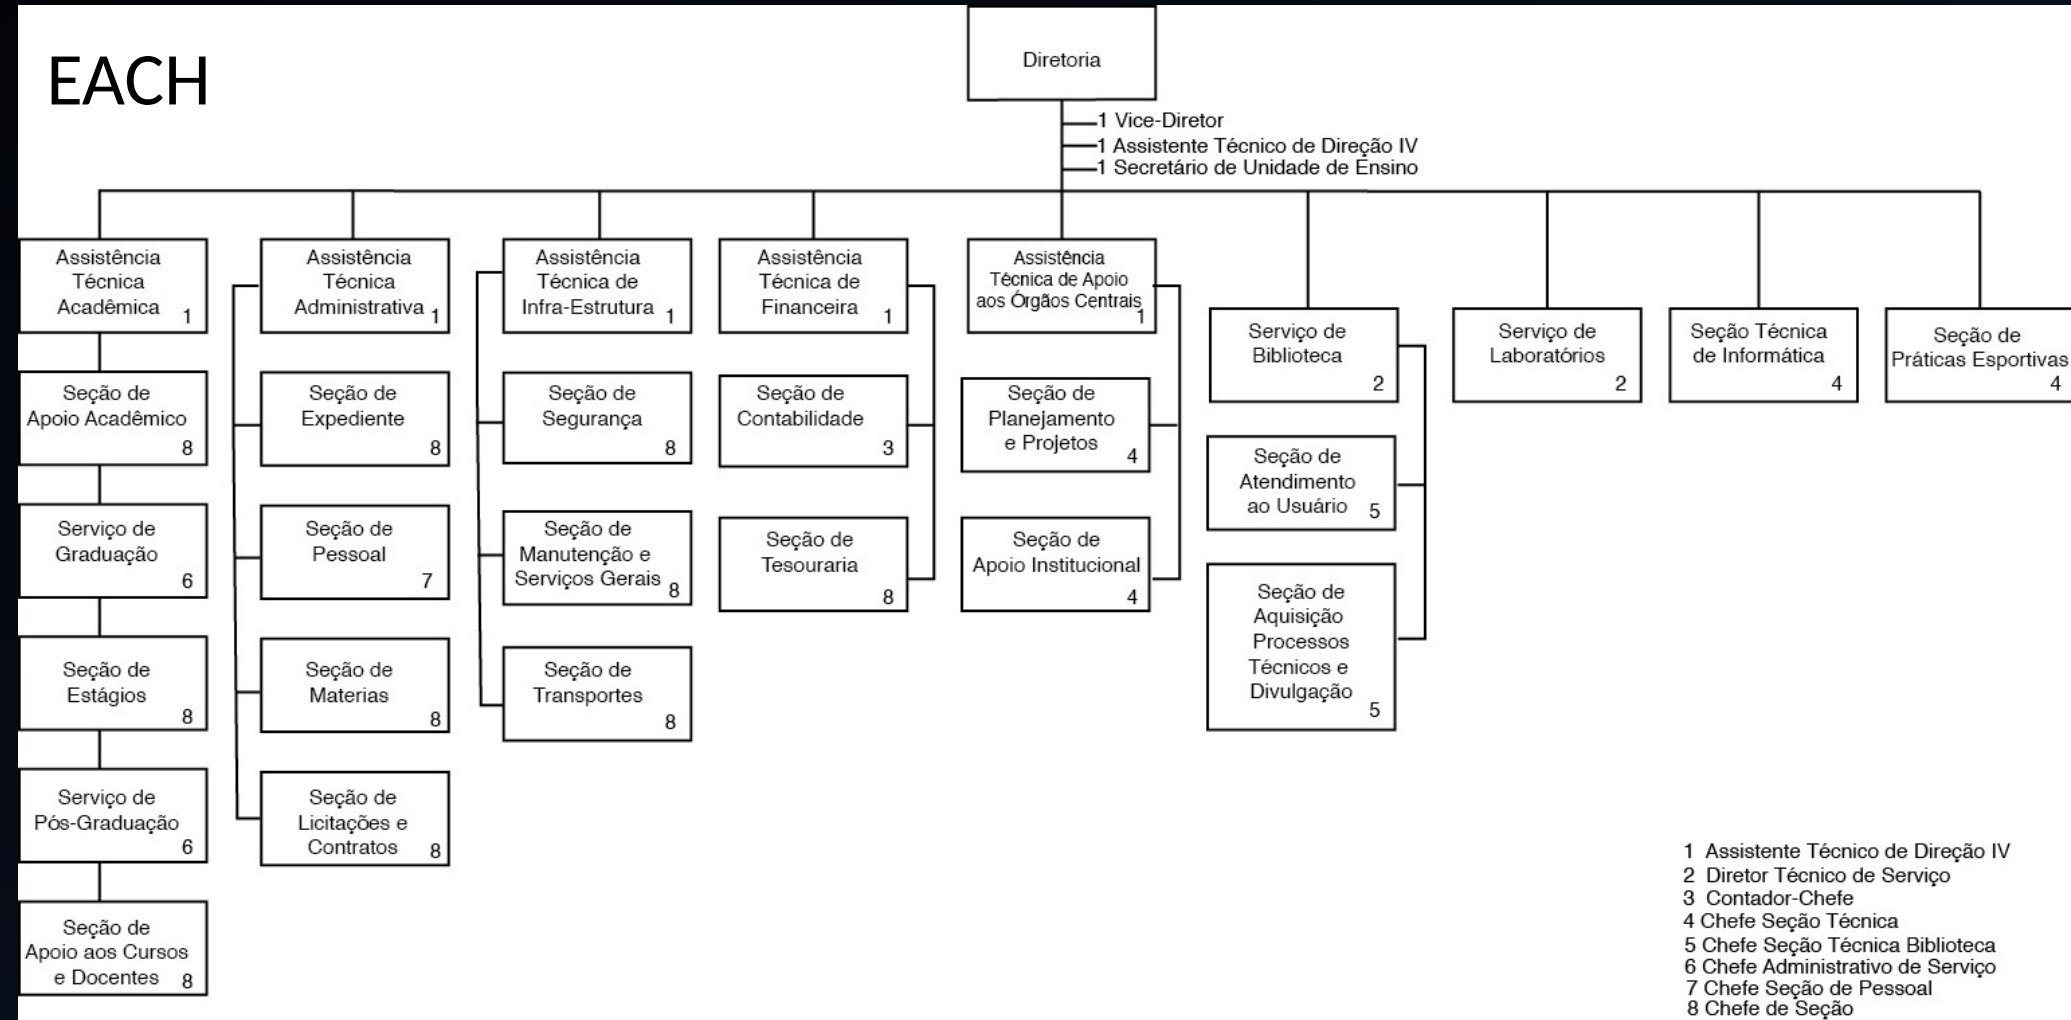 EACH
Diretoria
1 Vice-Diretor
1 Assistente Técnico de Direção IV
1 Secretário de Unidade de Ensino
Assistência
Técnica
Acadêmica 1
Seção de
Apoio Acadêmico
8
Serviço de
Graduação
6
Seção de
Estágios
8
Serviço de
Pós-Graduação
6
Seção de
Apoio aos Cursos
e Docentes 8
Assistência
Técnica
Administrativa 1
Seção de
Expediente
8
Seção de
Pessoal
7
Seção de
Materias
8
Seção de
Licitações e
Contratos 8
Assistência
Técnica de
Infra-Estrutura 1
Seção de
Segurança
8
Seção de
Manutenção e
Serviços Gerais 8
Seção de
Transportes
8
Assistência
Técnica de
Financeira 1
Seção de
Contabilidade
3
Seção de
Tesouraria
8
Assistência
Técnica de Apoio
aos Órgãos Centrais
1
Seção de
Planejamento
e Projetos 4
Seção de
Apoio Institucional
4
Serviço de
Biblioteca
2
Seção de
Atendimento
ao Usuário 5
Seção de
Aquisição
Processos
Técnicos e
Divulgação
5
Serviço de
Laboratórios
2
Seção Técnica
de Informática
4
Seção de
Práticas Esportivas
4
1 Assistente Técnico de Direção IV
2 Diretor Técnico de Serviço
3 Contador-Chefe
4 Chefe Seção Técnica
5 Chefe Seção Técnica Biblioteca
6 Chefe Administrativo de Serviço
7 Chefe Seção de Pessoal
8 Chefe de Seção